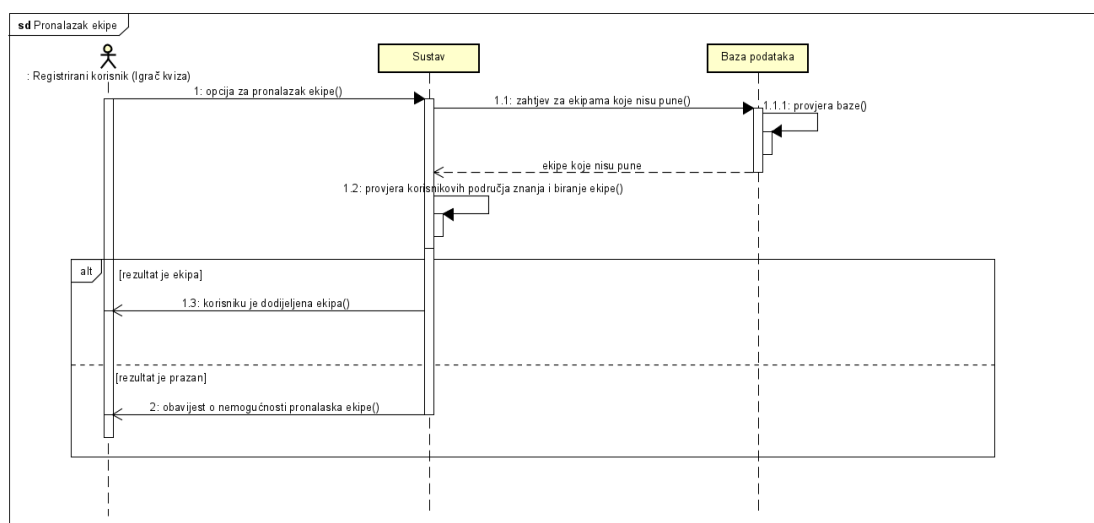 sd Pronalazak ekipe
: Registrirani korisnik (Igrač kviza)
Sustav
Baza podataka
1: opcija za pronalazak ekipe()
1.1: zahtjev za ekipama koje nisu pune()
1.1.1: provjera baze()
ekipe koje nisu pune
1.2: provjera korisnikovih područja znanja i biranje ekipe()
alt
[rezultat je ekipa]
1.3: korisniku je dodijeljena ekipa()
[rezultat je prazan]
2: obavijest o nemogućnosti pronalaska ekipe()